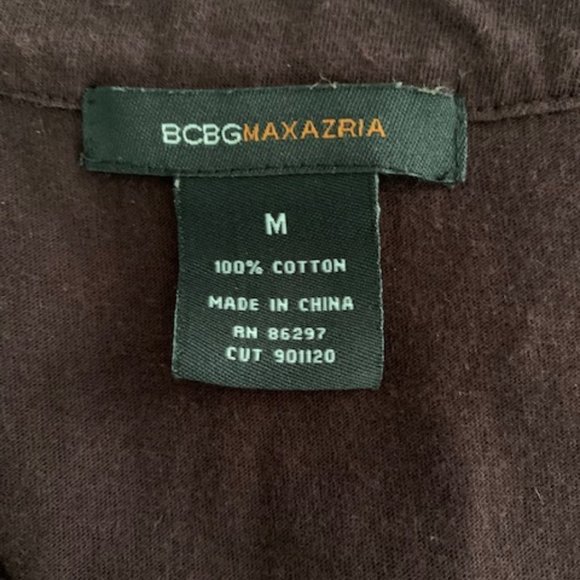 BCBGMAXAZRIA
M
100% COTTON
MADE IN CHINA
RN 86297
CUT 901120